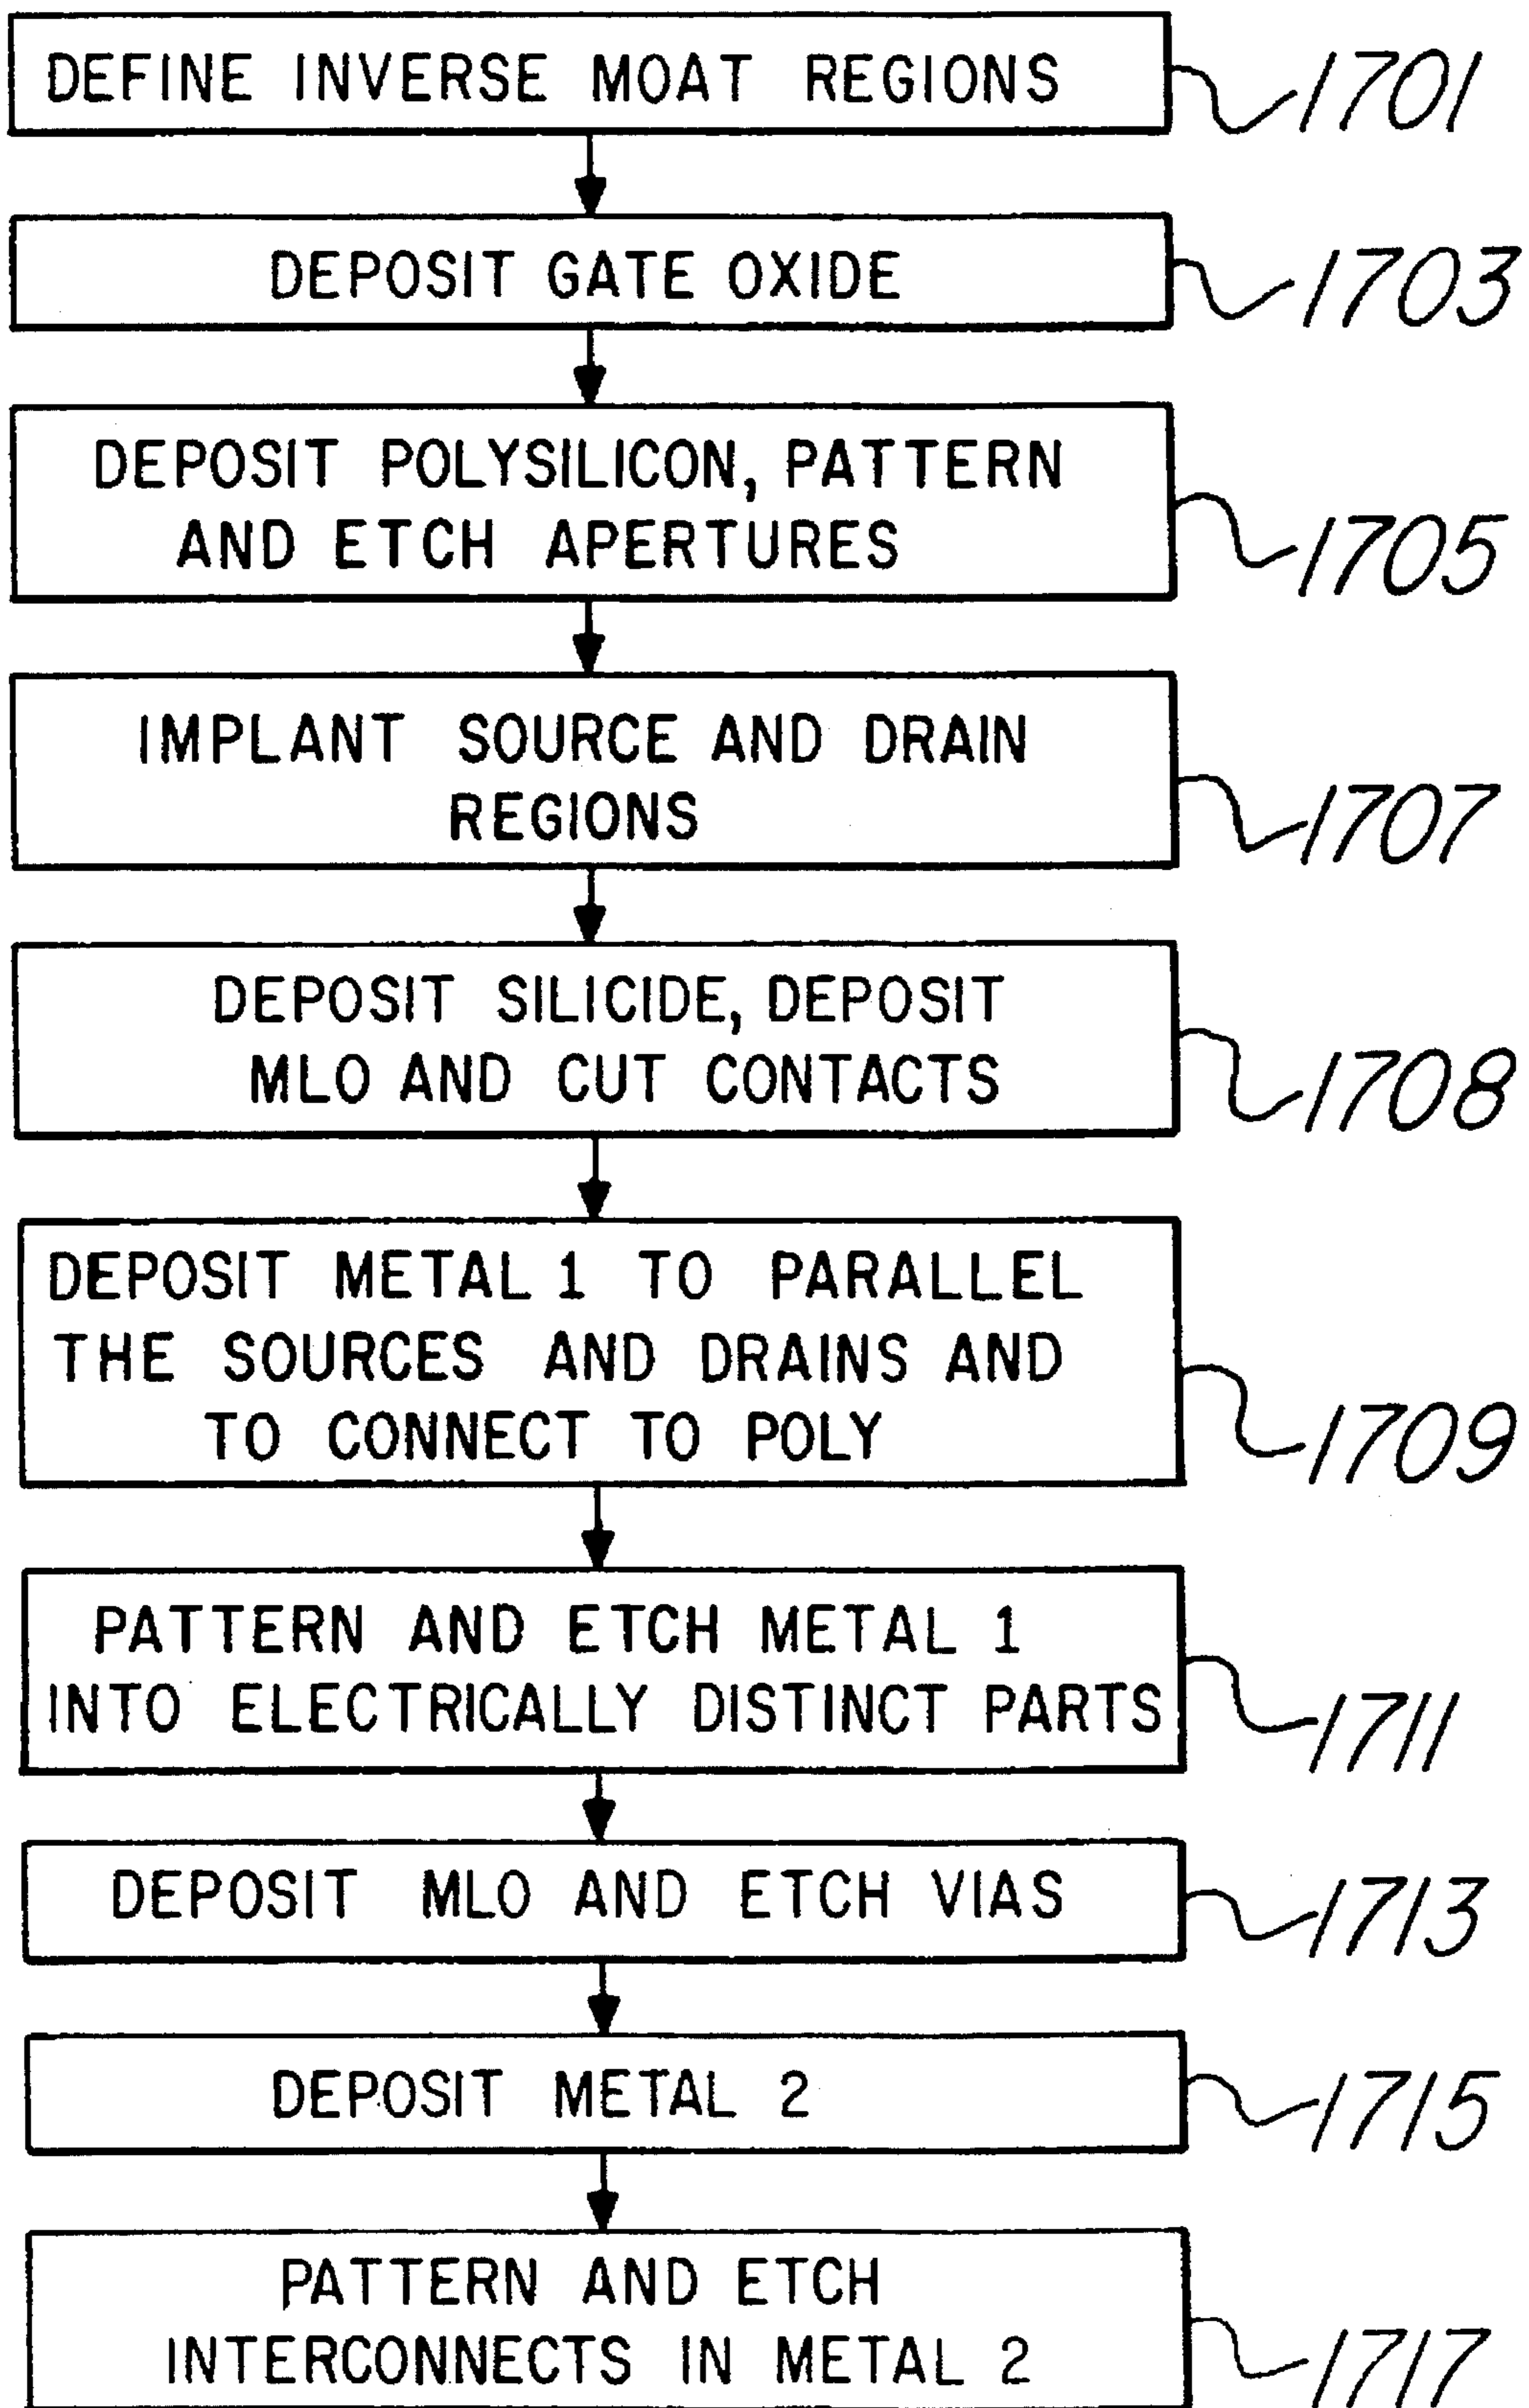 DEFINE INVERSE MOAT REGIONS
1701
DEPOSIT GATE OXIDE
1703
DEPOSIT POLYSILICON, PATTERN
AND ETCH APERTURES
1705
IMPLANT SOURCE AND DRAIN
REGIONS
1707
DEPOSIT SILICIDE, DEPOSIT
MLO AND CUT CONTACTS
1708
DEPOSIT METAL 1 TO PARALLEL
THE SOURCES AND DRAINS AND
TO CONNECT TO POLY
1709
PATTERN AND ETCH METAL 1
INTO ELECTRICALLY DISTINCT PARTS
1711
DEPOSIT MLO AND ETCH VIAS
1713
DEPOSIT METAL 2
1715
PATTERN AND ETCH
INTERCONNECTS IN METAL 2
1717